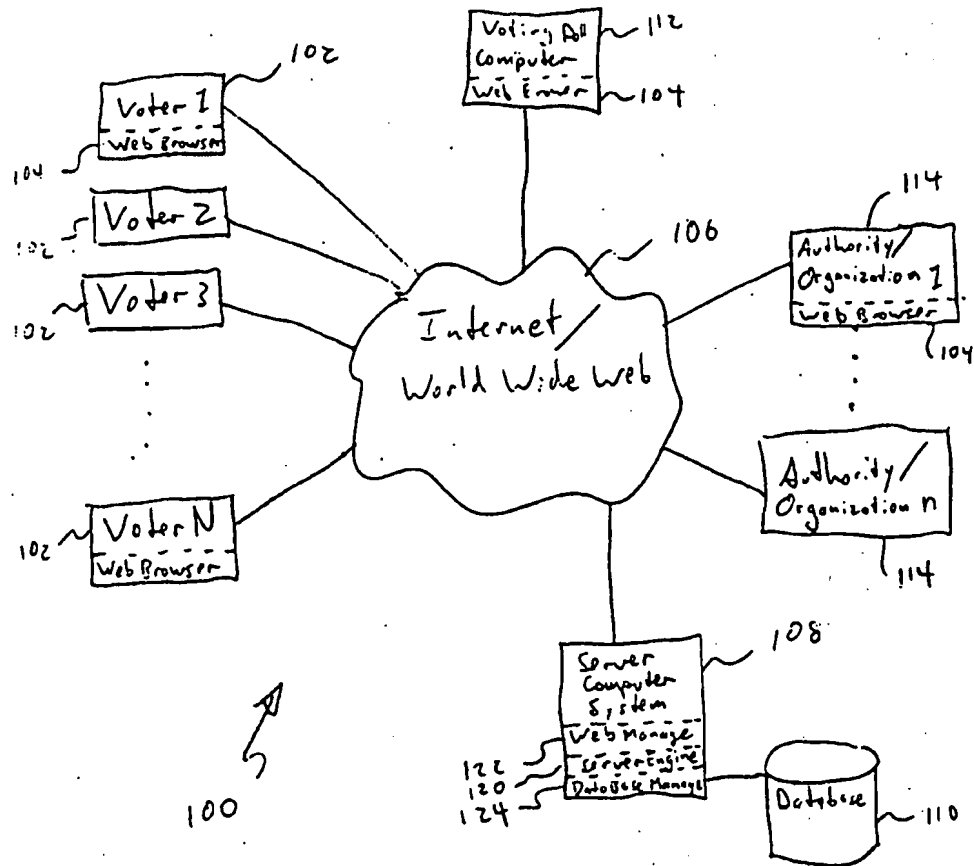 Voting Poll
Computer
Web Browser
112
104
102
Voter 1
Web Browser
104
Voter 2
102
Voter 3
102
Voter N
Web Browser
102
106
Internet/
World Wide Web
114
Authority/
Organization 1
Web Browser
104
Authority/
Organization n
114
108
Server
Computer
System
Web Manage
Server Engine
DataBase Manage
122
120
124
Database
110
100